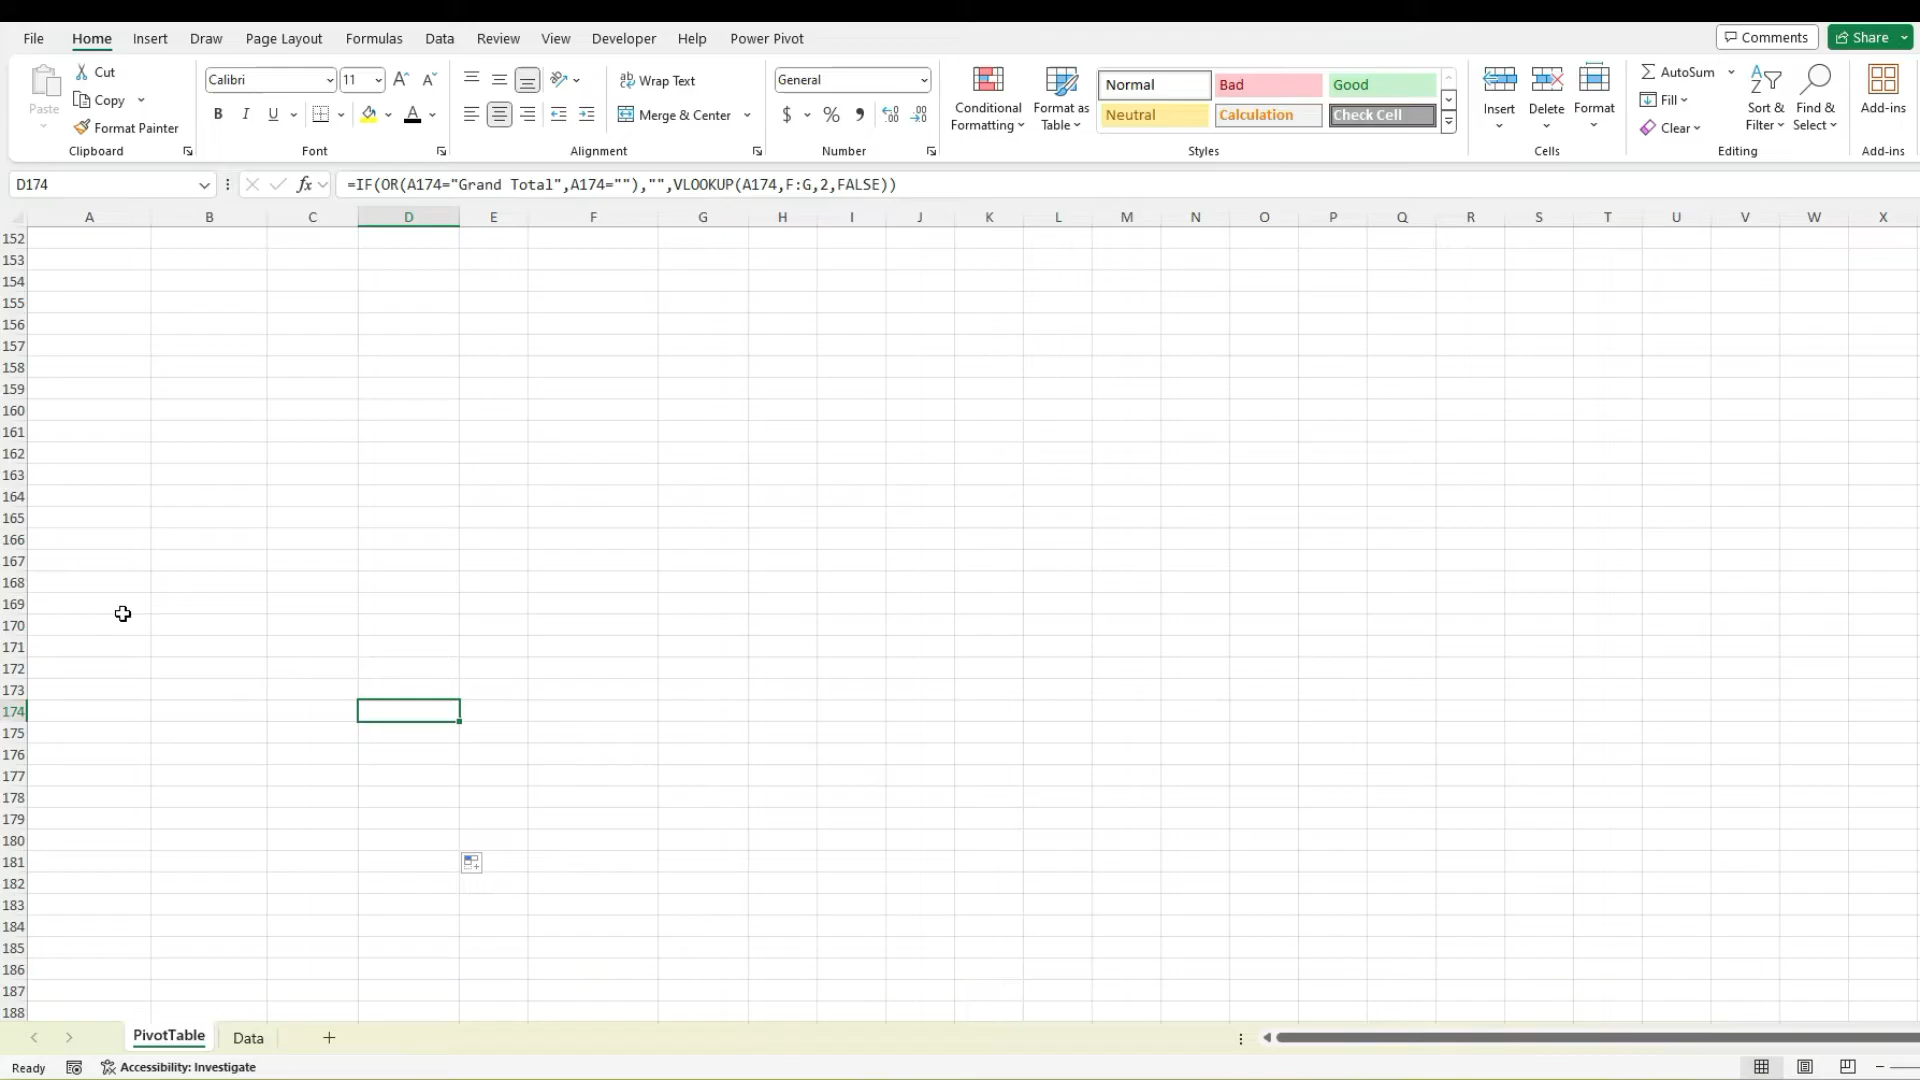 File Home Insert Draw Page Layout Formulas Data Review View Developer Help Power Pivot Comments Share
Paste Cut Copy Format Painter Clipboard
Calibri 11 Font
Wrap Text Merge & Center Alignment
General $ % , Number
Conditional Formatting Format as Table Normal Bad Good Neutral Calculation Check Cell Styles
Insert Delete Format Cells
AutoSum Fill Clear Sort & Filter Find & Select Editing
Add-ins Add-ins
D174 fx =IF(OR(A174="Grand Total",A174=""),"",VLOOKUP(A174,F:G,2,FALSE))
A B C D E F G H I J K L M N O P Q R S T U V W X
152
153
154
155
156
157
158
159
160
161
162
163
164
165
166
167
168
169
170
171
172
173
174
175
176
177
178
179
180
181
182
183
184
185
186
187
188
PivotTable Data +
Ready Accessibility: Investigate